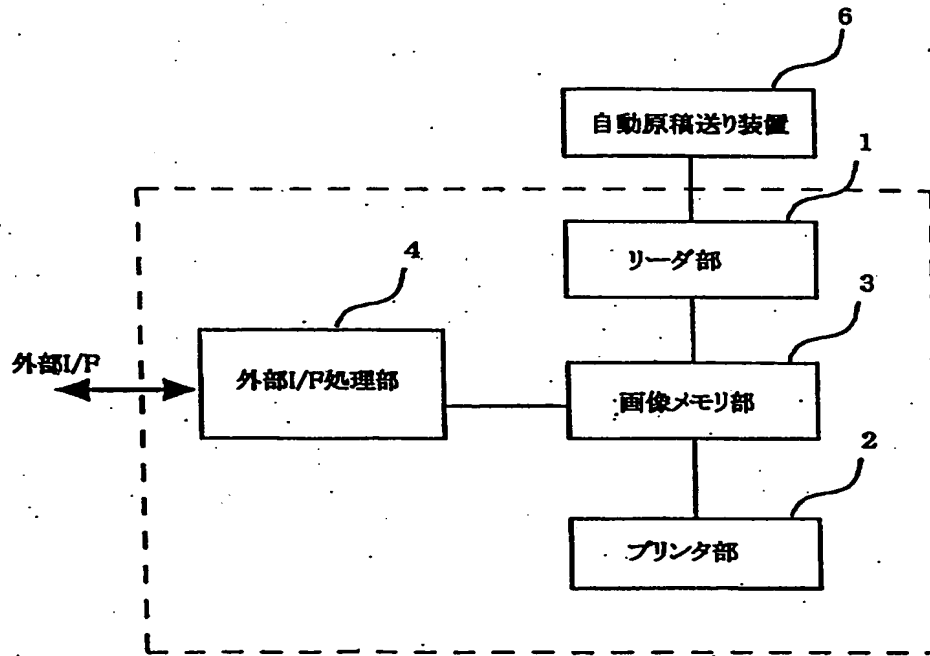 6
自動原稿送り装置
1
リーダ部
4
3
外部I/F
外部I/F処理部
画像メモリ部
2
プリンタ部